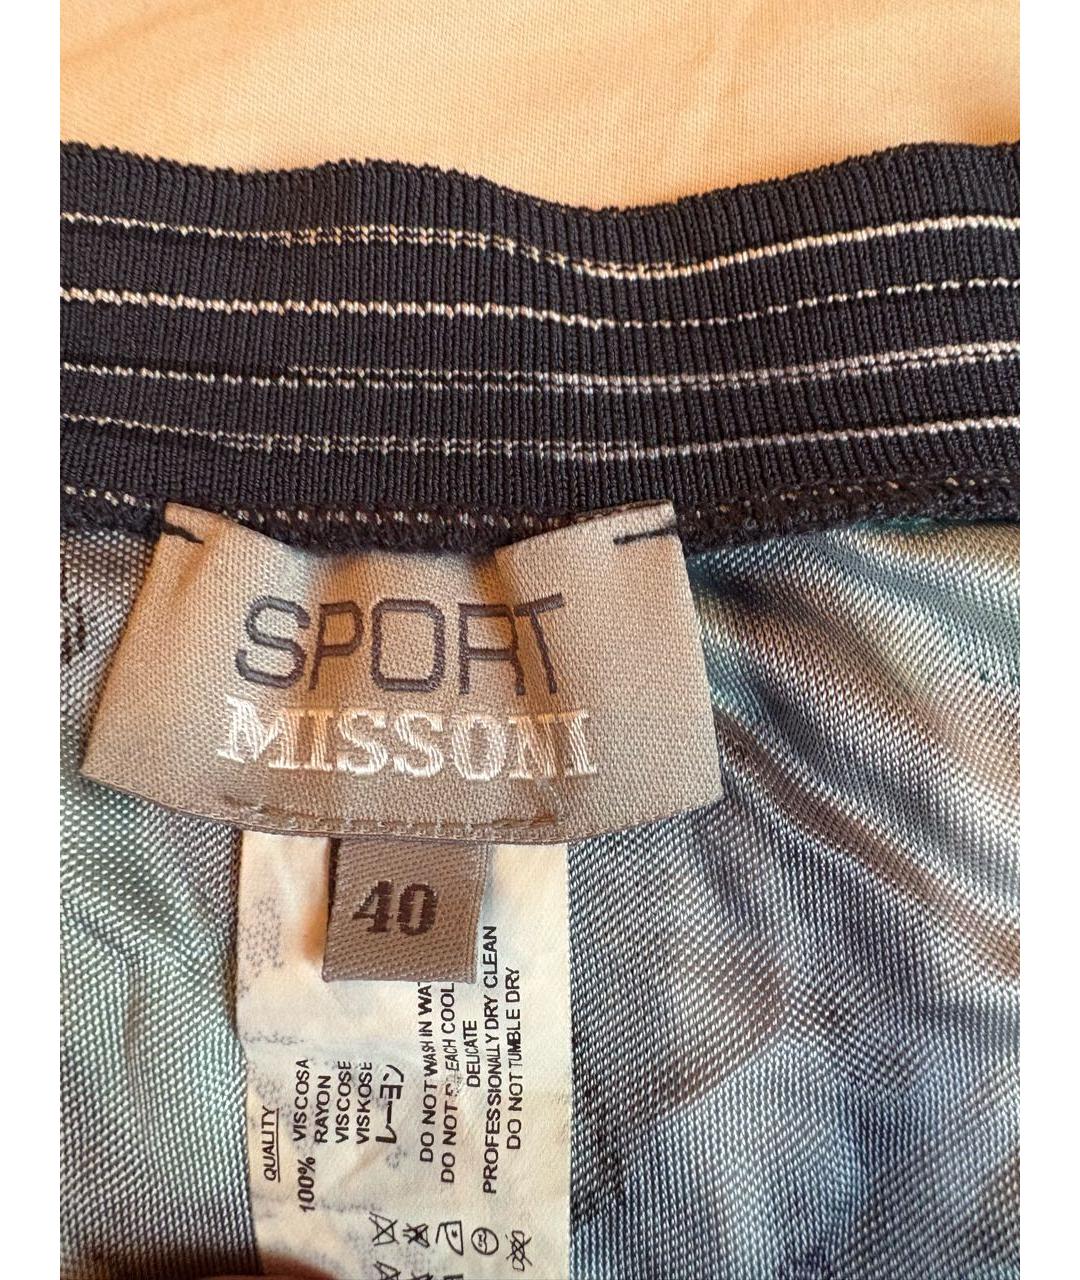 SPORT
MISSONI
40
QUALITY
100% VISCOSA
RAYON
VISCOSE
VISKOSE
レーヨン
DO NOT WASH IN WA
DO NOT EACH COOL
DELICATE
PROFESSIONALLY DRY CLEAN
DO NOT TUMBLE DRY